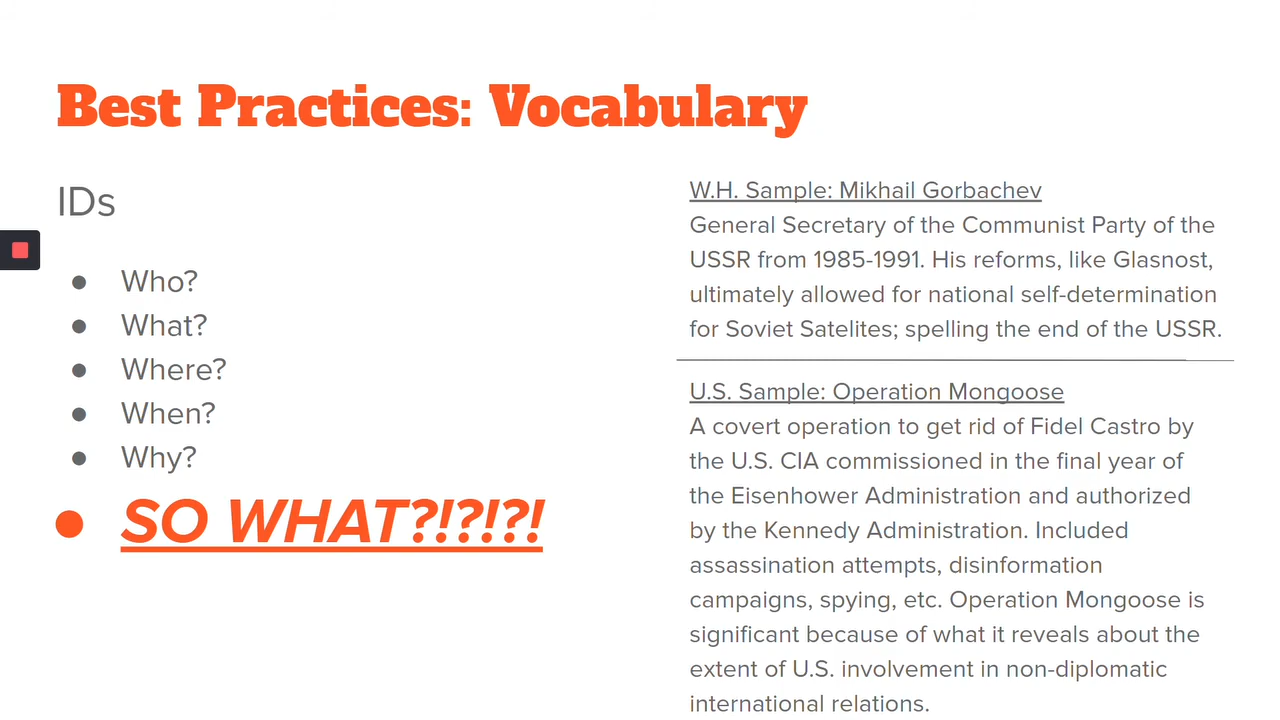 Best Practices: Vocabulary
IDs
● Who?
● What?
● Where?
● When?
● Why?
● SO WHAT?!?!?!
W.H. Sample: Mikhail Gorbachev
General Secretary of the Communist Party of the
USSR from 1985-1991. His reforms, like Glasnost,
ultimately allowed for national self-determination
for Soviet Satelites; spelling the end of the USSR.
U.S. Sample: Operation Mongoose
A covert operation to get rid of Fidel Castro by
the U.S. CIA commissioned in the final year of
the Eisenhower Administration and authorized
by the Kennedy Administration. Included
assassination attempts, disinformation
campaigns, spying, etc. Operation Mongoose is
significant because of what it reveals about the
extent of U.S. involvement in non-diplomatic
international relations.